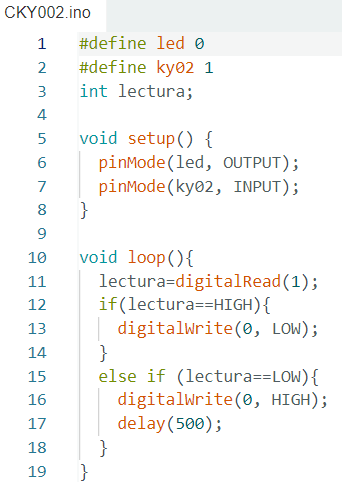 CKY002.ino
1 #define led 0
2 #define ky02 1
3 int lectura;
4
5 void setup() {
6 pinMode(led, OUTPUT);
7 pinMode(ky02, INPUT);
8 }
9
10 void loop(){
11 lectura=digitalRead(1);
12 if(lectura==HIGH){
13 digitalWrite(0, LOW);
14 }
15 else if (lectura==LOW){
16 digitalWrite(0, HIGH);
17 delay(500);
18 }
19 }